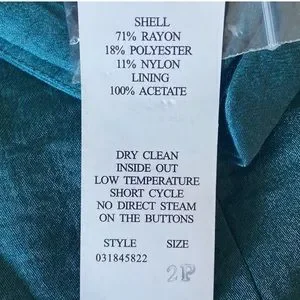 SHELL
71% RAYON
18% POLYESTER
11% NYLON
LINING
100% ACETATE
DRY CLEAN
INSIDE OUT
LOW TEMPERATURE
SHORT CYCLE
NO DIRECT STEAM
ON THE BUTTONS
STYLE SIZE
031845822
2P